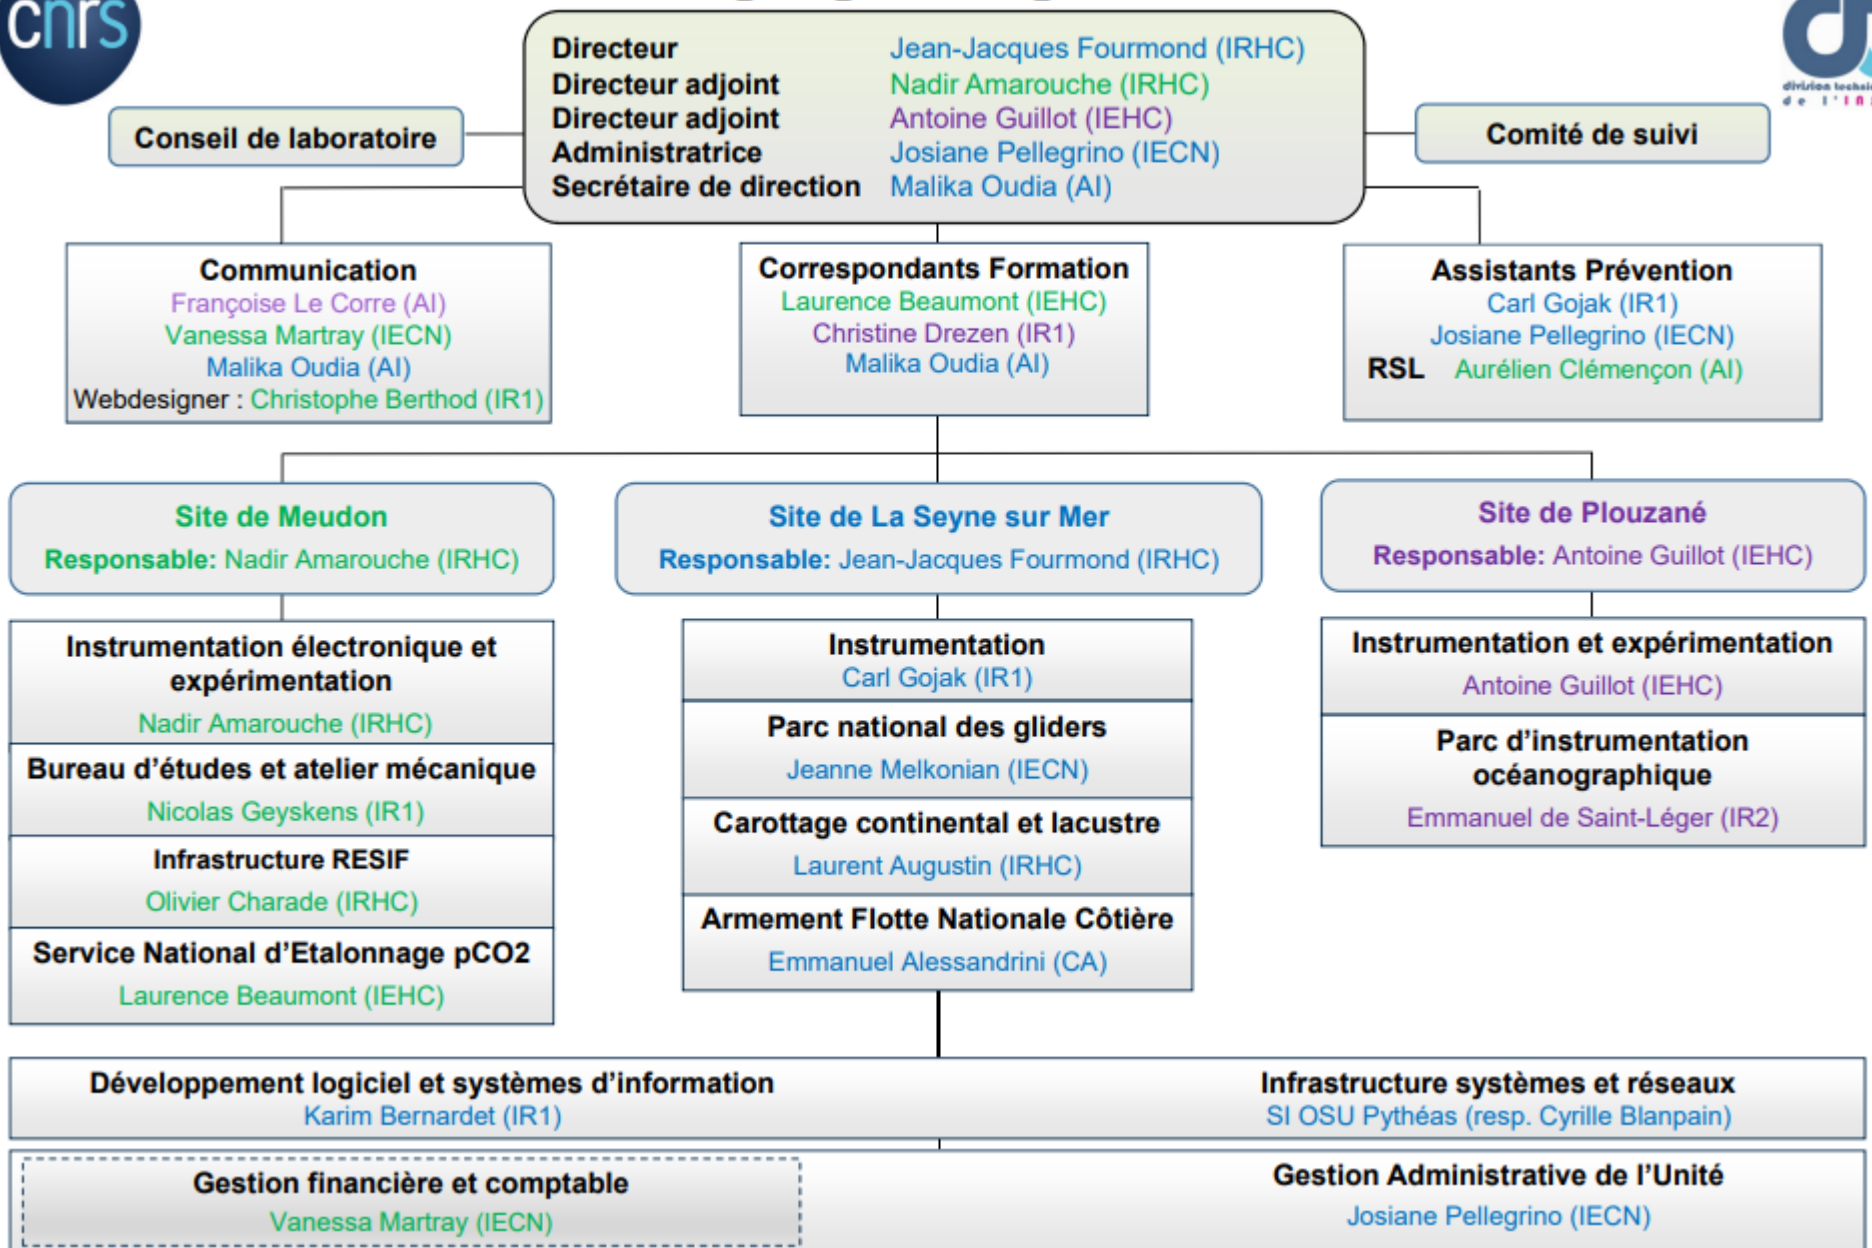 cnrs
Directeur Jean-Jacques Fourmond (IRHC)
Directeur adjoint Nadir Amarouche (IRHC)
Directeur adjoint Antoine Guillot (IEHC)
Administratrice Josiane Pellegrino (IECN)
Secrétaire de direction Malika Oudia (AI)
Conseil de laboratoire
Comité de suivi
Communication
Françoise Le Corre (AI)
Vanessa Martray (IECN)
Malika Oudia (AI)
Webdesigner : Christophe Berthod (IR1)
Correspondants Formation
Laurence Beaumont (IEHC)
Christine Drezen (IR1)
Malika Oudia (AI)
Assistants Prévention
Carl Gojak (IR1)
Josiane Pellegrino (IECN)
RSL Aurélien Clémençon (AI)
Site de Meudon
Responsable: Nadir Amarouche (IRHC)
Site de La Seyne sur Mer
Responsable: Jean-Jacques Fourmond (IRHC)
Site de Plouzané
Responsable: Antoine Guillot (IEHC)
Instrumentation électronique et
expérimentation
Nadir Amarouche (IRHC)
Bureau d'études et atelier mécanique
Nicolas Geyskens (IR1)
Infrastructure RESIF
Olivier Charade (IRHC)
Service National d'Etalonnage pCO2
Laurence Beaumont (IEHC)
Instrumentation
Carl Gojak (IR1)
Parc national des gliders
Jeanne Melkonian (IECN)
Carottage continental et lacustre
Laurent Augustin (IRHC)
Armement Flotte Nationale Côtière
Emmanuel Alessandrini (CA)
Instrumentation et expérimentation
Antoine Guillot (IEHC)
Parc d'instrumentation
océanographique
Emmanuel de Saint-Léger (IR2)
Développement logiciel et systèmes d'information
Karim Bernardet (IR1)
Infrastructure systèmes et réseaux
SI OSU Pythéas (resp. Cyrille Blanpain)
Gestion financière et comptable
Vanessa Martray (IECN)
Gestion Administrative de l'Unité
Josiane Pellegrino (IECN)